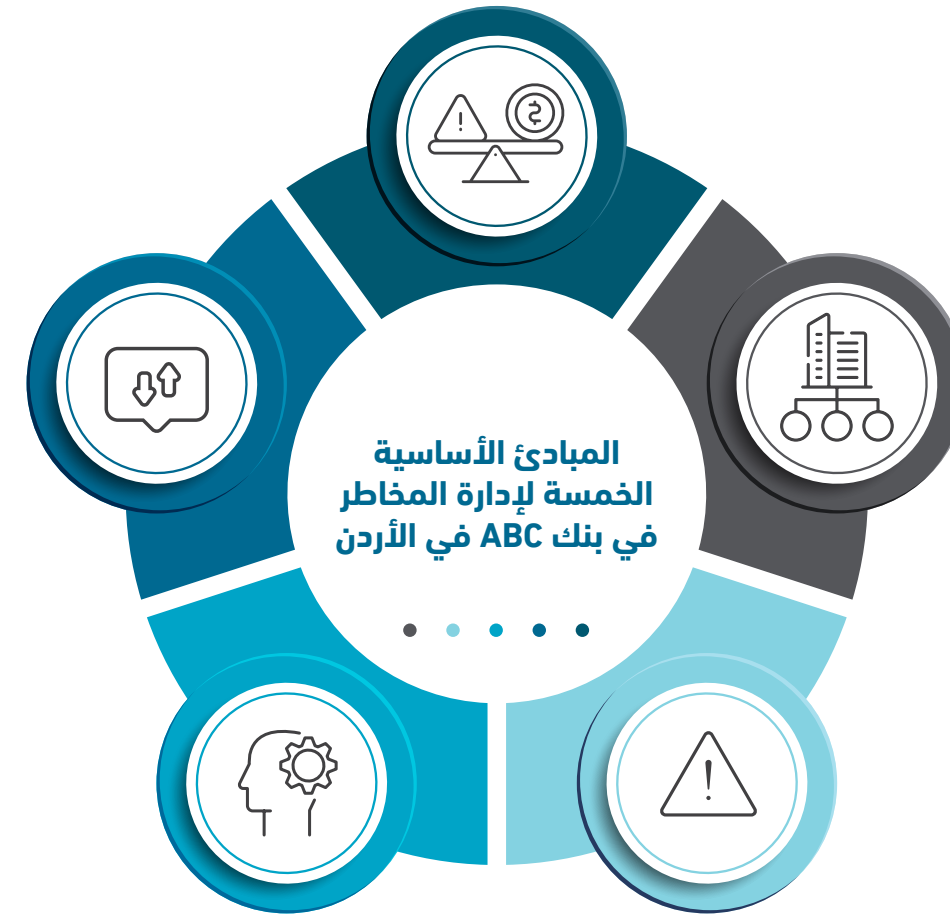 المبادئ الأساسية
الخمسة لإدارة المخاطر
في بنك ABC في الأردن